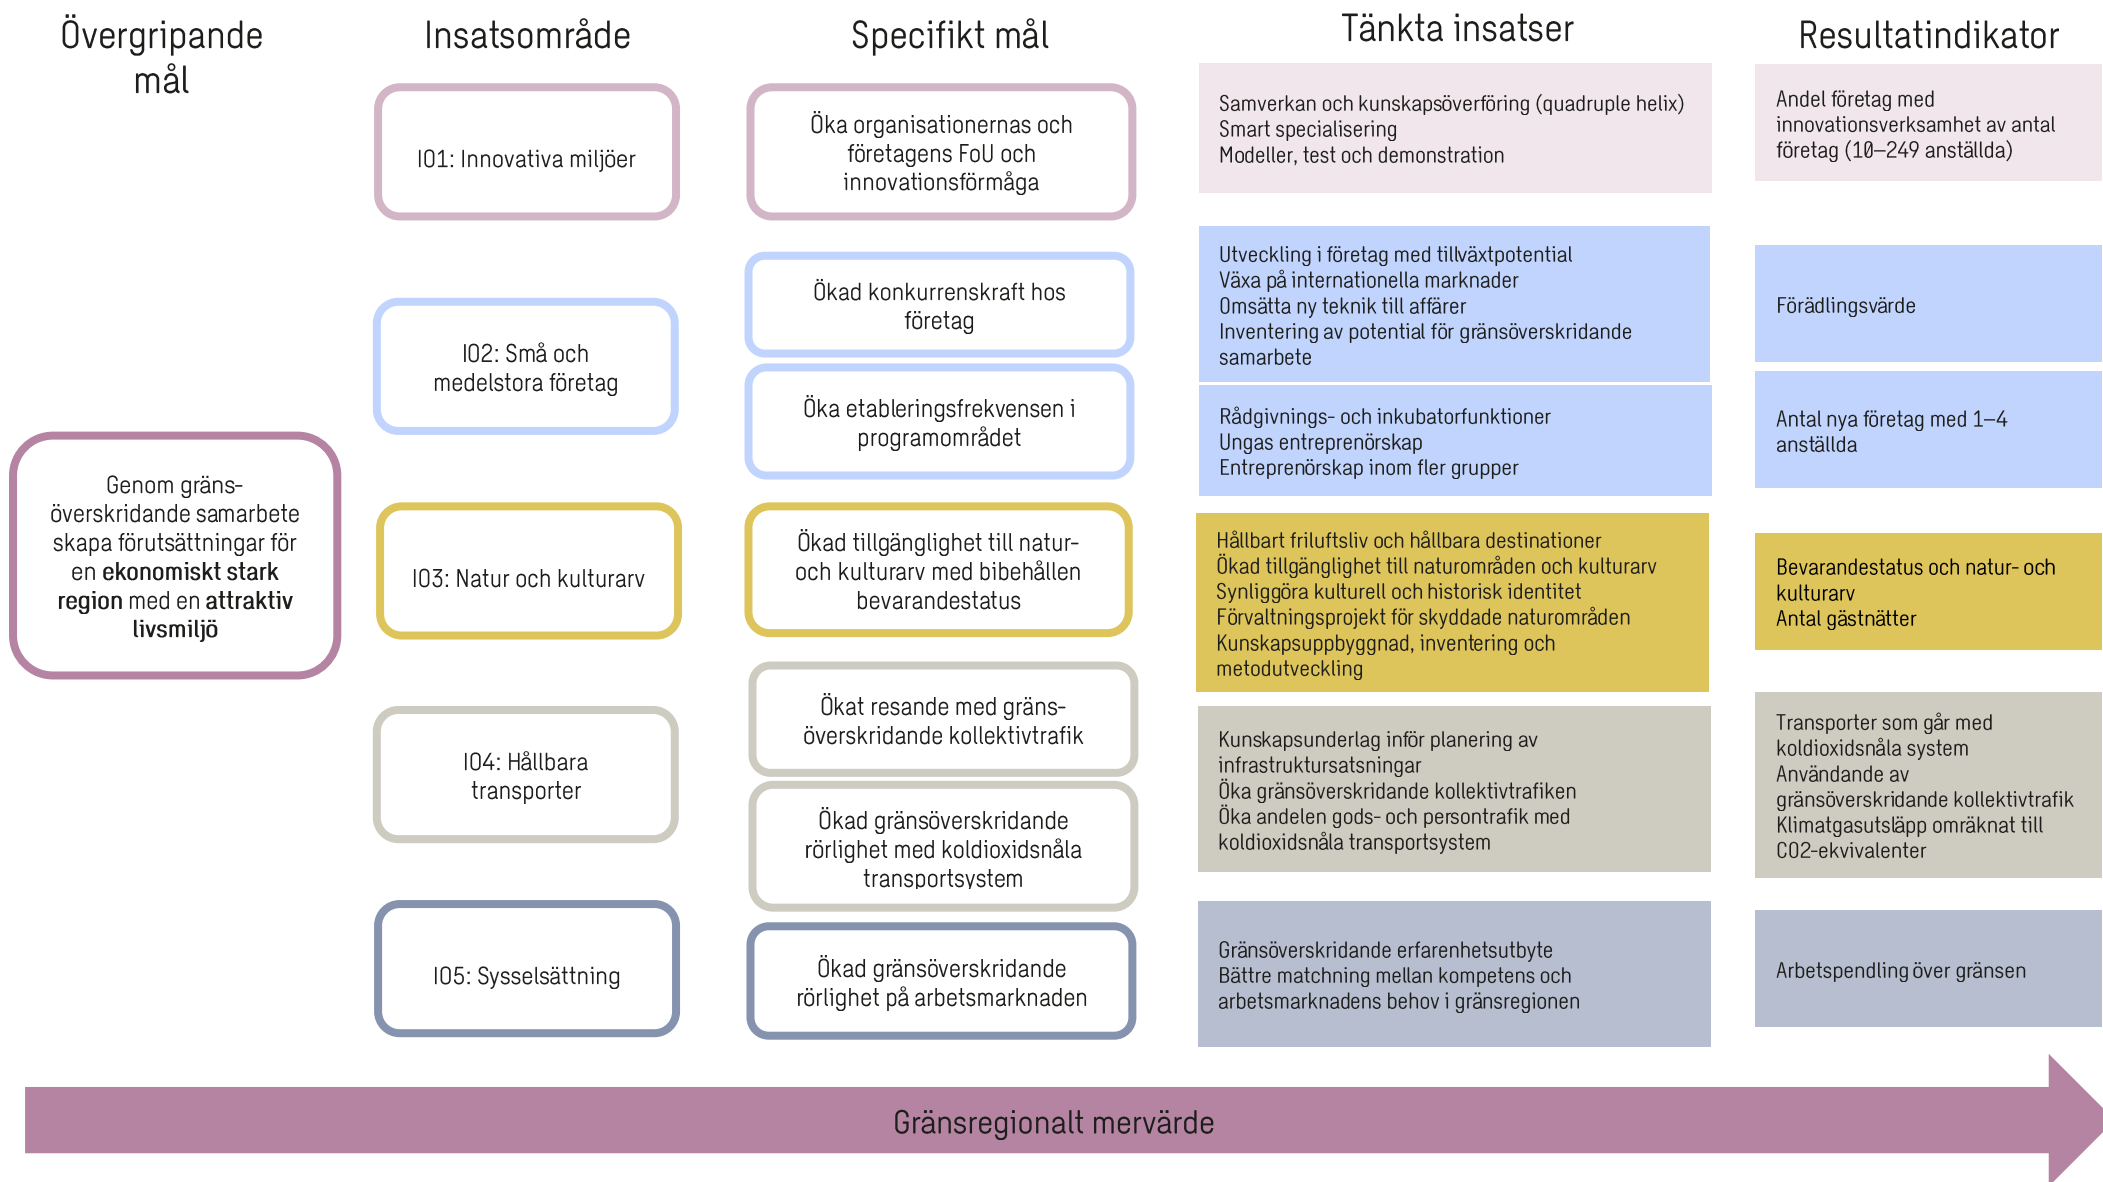 Övergripande
mål
Insatsområde
Specifikt mål
Tänkta insatser
Resultatindikator
Genom gräns-
överskridande samarbete
skapa förutsättningar för
en ekonomiskt stark
region med en attraktiv
livsmiljö
IO1: Innovativa miljöer
Öka organisationernas och
företagens FoU och
innovationsförmåga
Samverkan och kunskapsöverföring (quadruple helix)
Smart specialisering
Modeller, test och demonstration
Andel företag med
innovationsverksamhet av antal
företag (10–249 anställda)
IO2: Små och
medelstora företag
Ökad konkurrenskraft hos
företag
Utveckling i företag med tillväxtpotential
Växa på internationella marknader
Omsätta ny teknik till affärer
Inventering av potential för gränsöverskridande
samarbete
Förädlingsvärde
Öka etableringsfrekvensen i
programområdet
Rådgivnings- och inkubatorfunktioner
Ungas entreprenörskap
Entreprenörskap inom fler grupper
Antal nya företag med 1–4
anställda
IO3: Natur och kulturarv
Ökad tillgänglighet till natur-
och kulturarv med bibehållen
bevarandestatus
Hållbart friluftsliv och hållbara destinationer
Ökad tillgänglighet till naturområden och kulturarv
Synliggöra kulturell och historisk identitet
Förvaltningsprojekt för skyddade naturområden
Kunskapsuppbyggnad, inventering och
metodutveckling
Bevarandestatus och natur- och
kulturarv
Antal gästnätter
IO4: Hållbara
transporter
Ökat resande med gräns-
överskridande kollektivtrafik
Ökad gränsöverskridande
rörlighet med koldioxidsnåla
transportsystem
Kunskapsunderlag inför planering av
infrastruktursatsningar
Öka gränsöverskridande kollektivtrafiken
Öka andelen gods- och persontrafik med
koldioxidsnåla transportsystem
Transporter som går med
koldioxidsnåla system
Användande av
gränsöverskridande kollektivtrafik
Klimatgasutsläpp omräknat till
CO2-ekvivalenter
IO5: Sysselsättning
Ökad gränsöverskridande
rörlighet på arbetsmarknaden
Gränsöverskridande erfarenhetsutbyte
Bättre matchning mellan kompetens och
arbetsmarknadens behov i gränsregionen
Arbetspendling över gränsen
Gränsregionalt mervärde